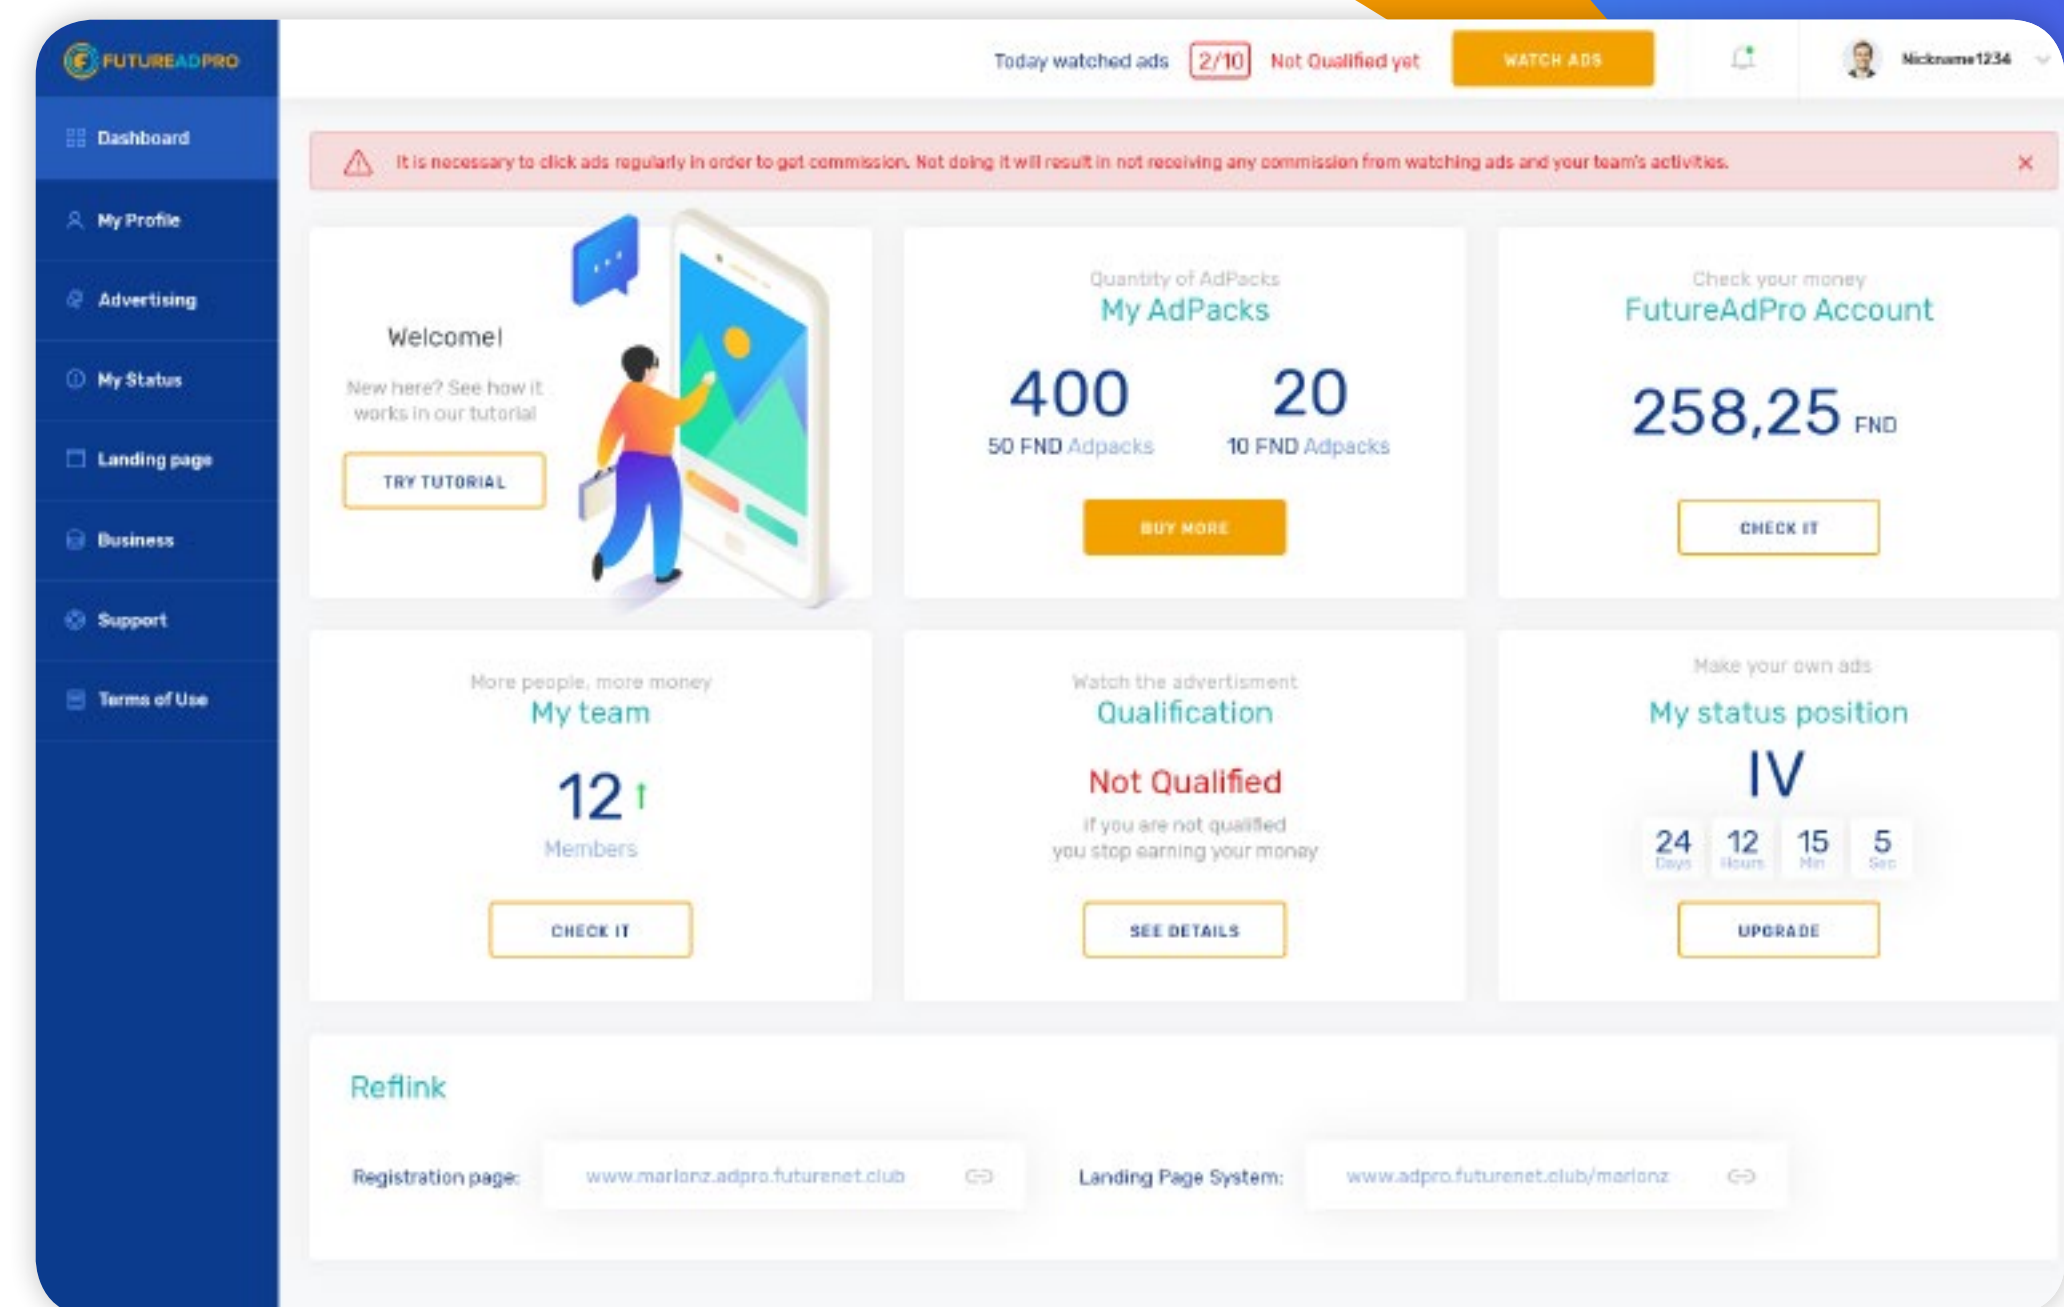 FUTUREADPRO
Today watched ads 2/10 Not Qualified yet WATCH ADS Nickname1234
Dashboard
My Profile
Advertising
My Status
Landing page
Business
Support
Terms of Use
It is necessary to click ads regularly in order to get commission. Not doing it will result in not receiving any commission from watching ads and your team's activities.
Welcome!
New here? See how it
works in our tutorial
TRY TUTORIAL
Quantity of AdPacks
My AdPacks
400 20
50 FND Adpacks 10 FND Adpacks
BUY MORE
Check your money
FutureAdPro Account
258,25 FND
CHECK IT
More people, more money
My team
12
Members
CHECK IT
Watch the advertisment
Qualification
Not Qualified
if you are not qualified
you stop earning your money
SEE DETAILS
Make your own ads
My status position
IV
24 12 15 5
Days Hours Min Sec
UPGRADE
Reflink
Registration page: www.marionz.adpro.futurenet.club Landing Page System: www.adpro.futurenet.club/marionz